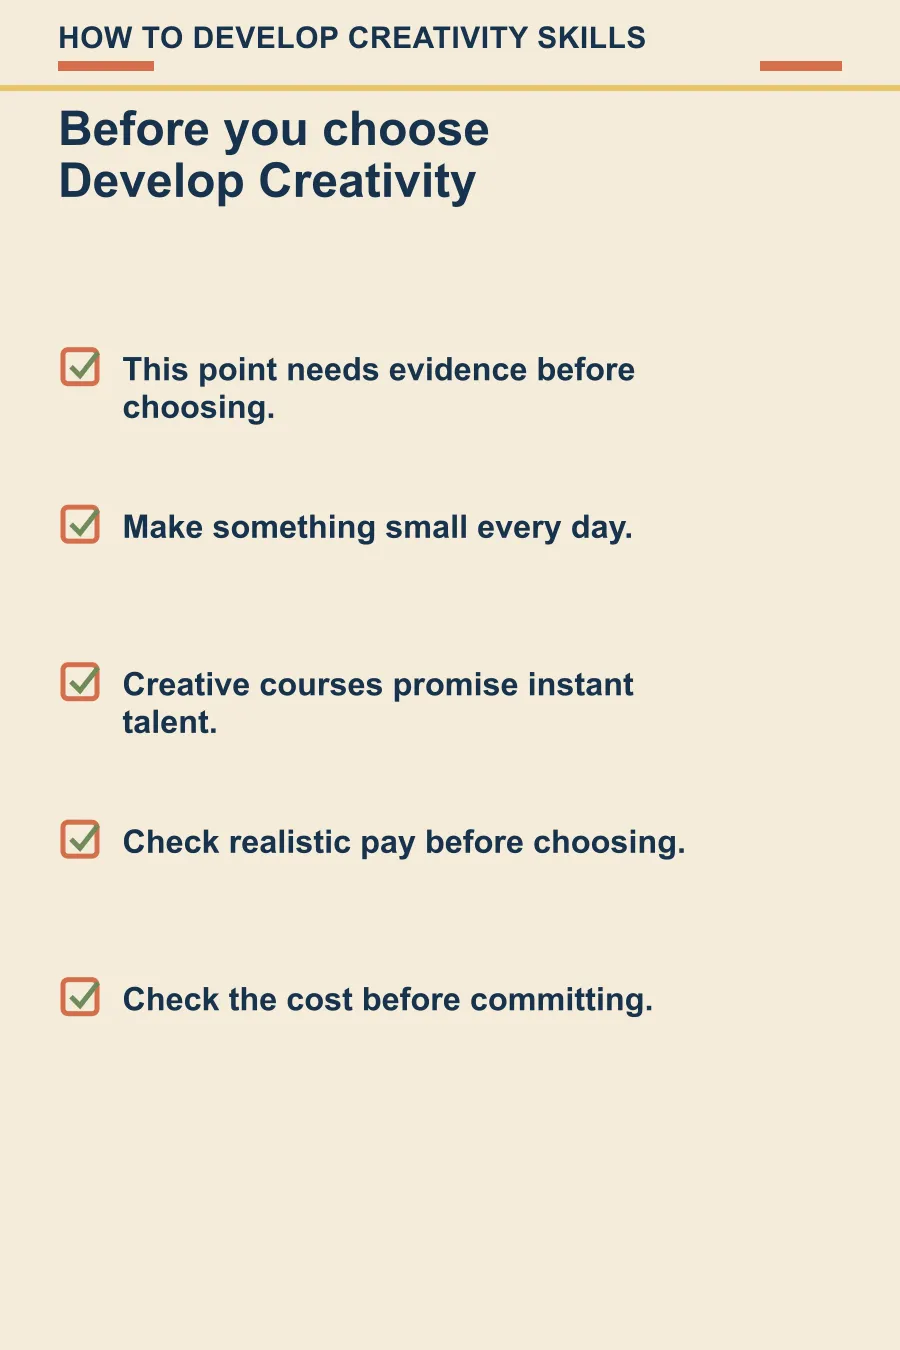 HOW TO DEVELOP CREATIVITY SKILLS
Before you choose
Develop Creativity
This point needs evidence before
choosing.
Make something small every day.
Creative courses promise instant
talent.
Check realistic pay before choosing.
Check the cost before committing.